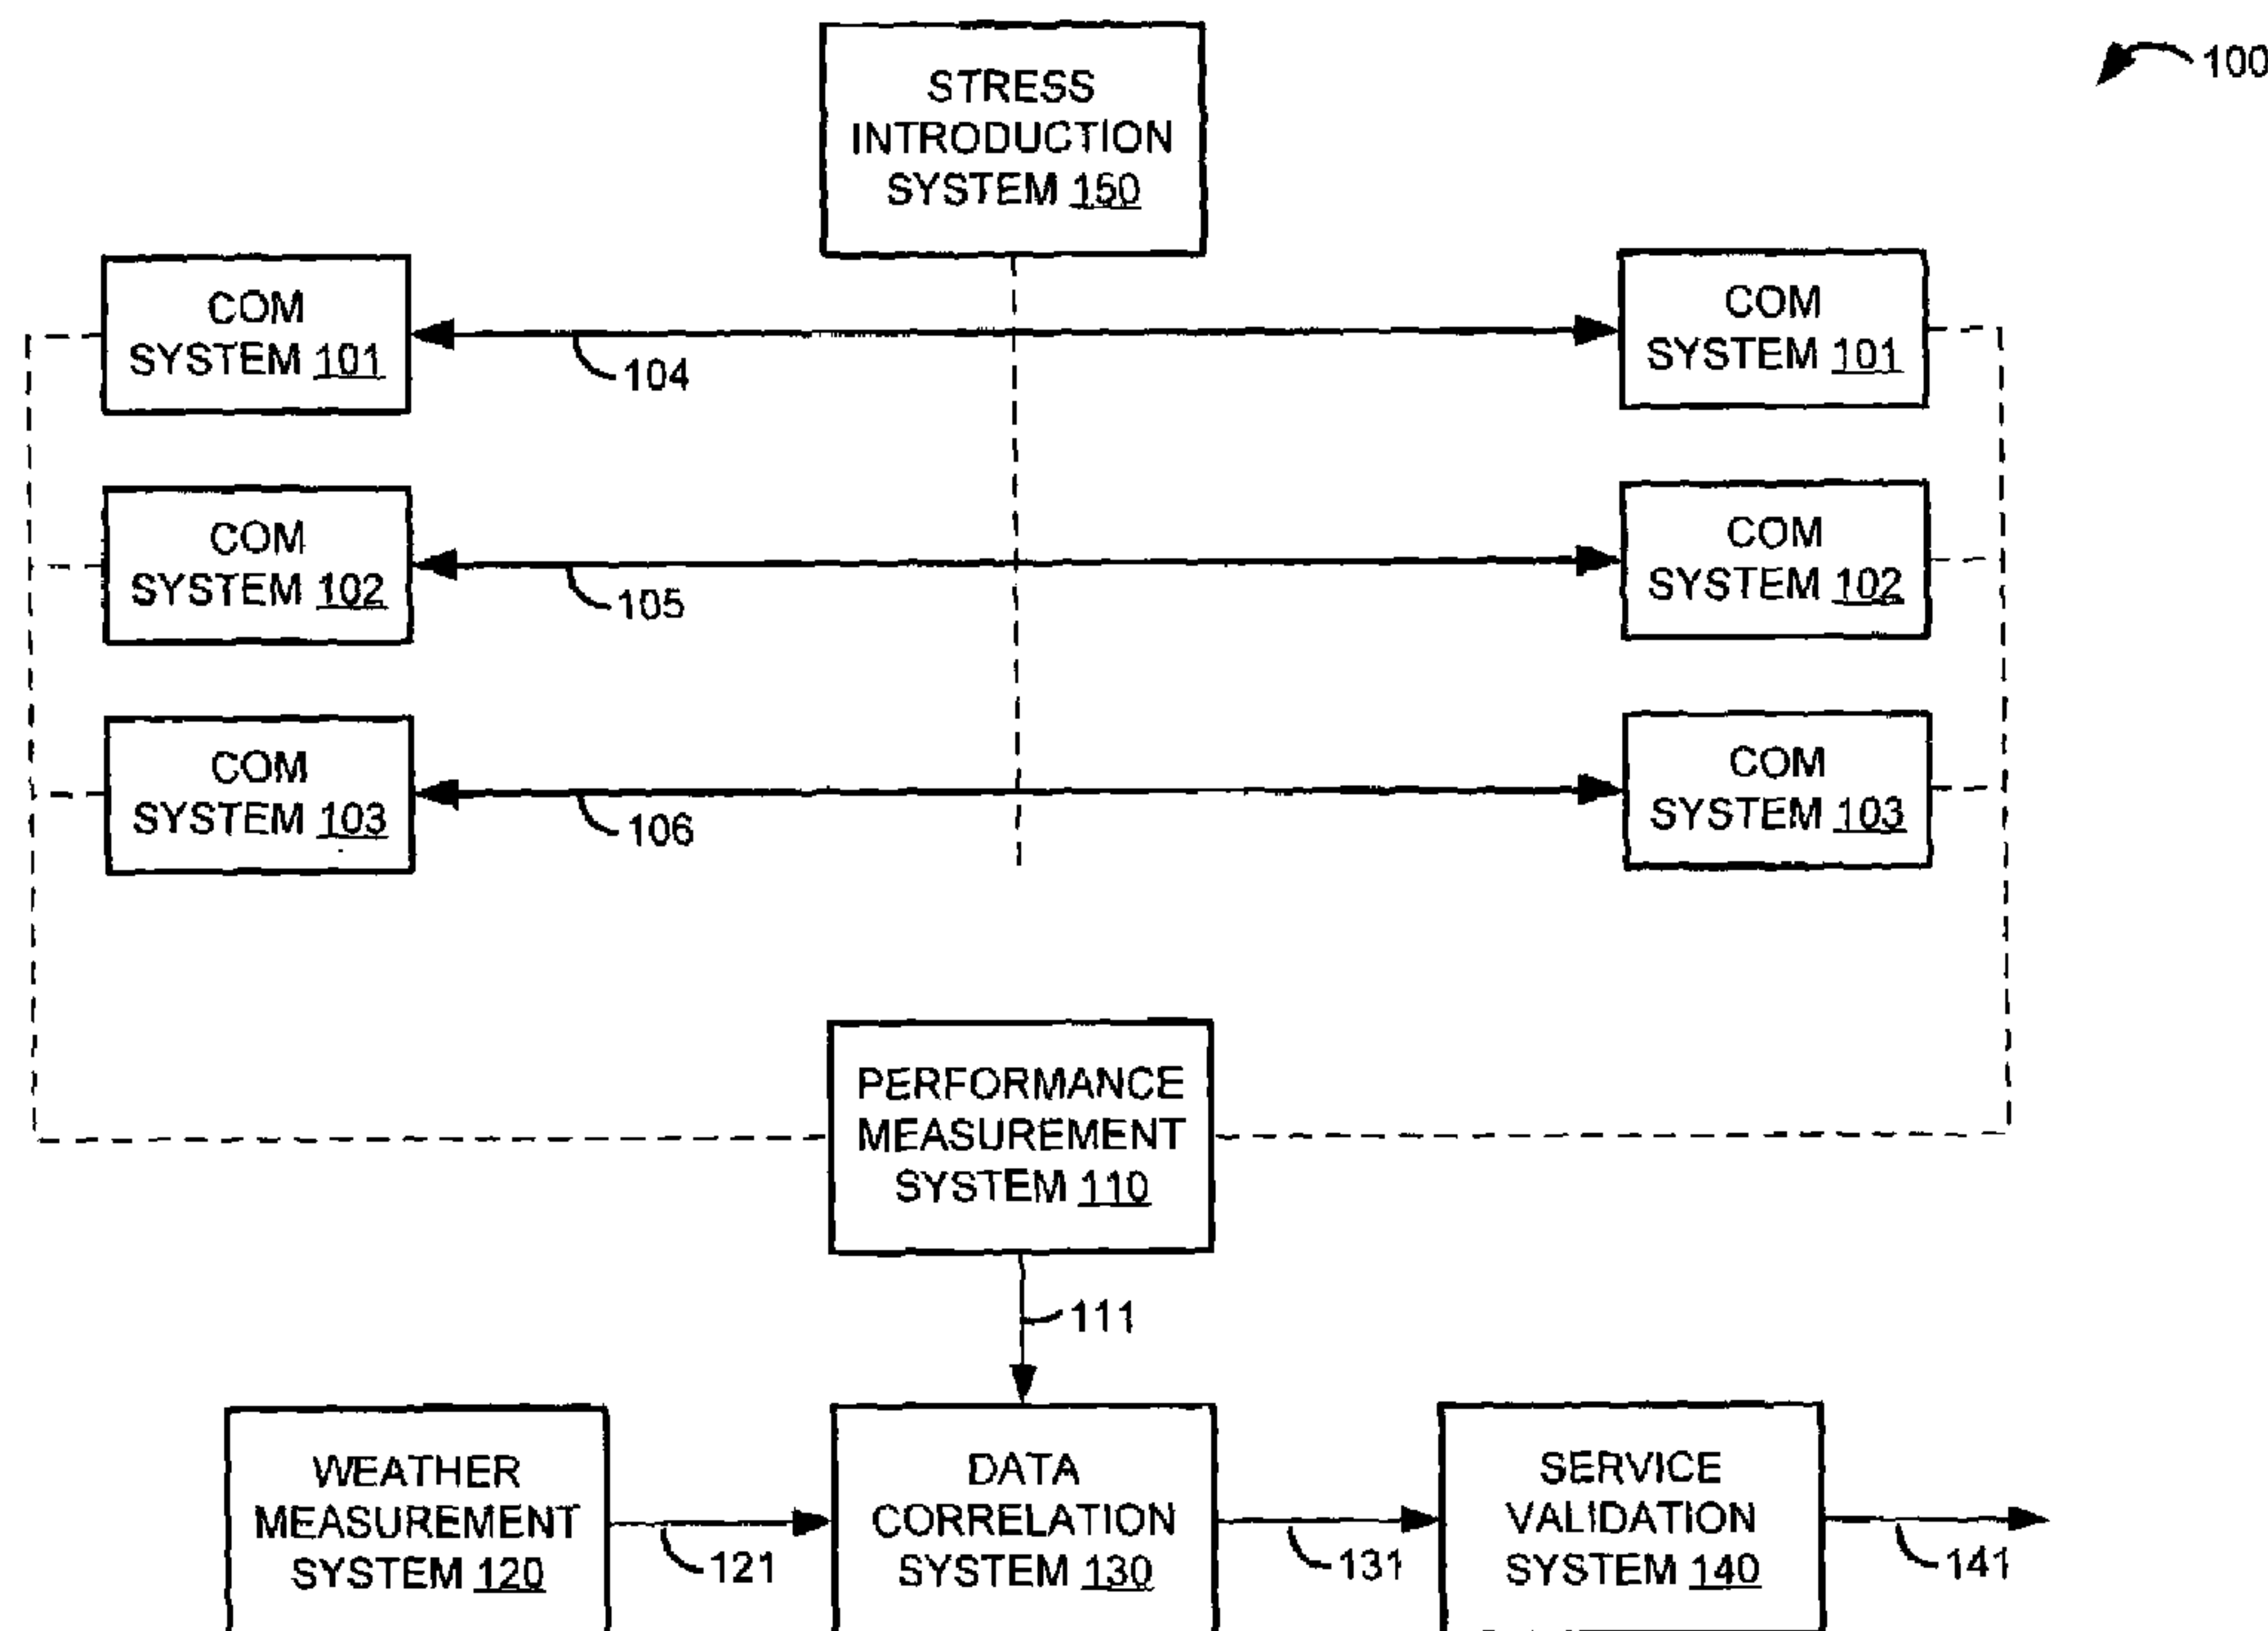 STRESS
INTRODUCTION
SYSTEM 150
100
COM
SYSTEM 101
104
COM
SYSTEM 101
COM
SYSTEM 102
105
COM
SYSTEM 102
COM
SYSTEM 103
106
COM
SYSTEM 103
PERFORMANCE
MEASUREMENT
SYSTEM 110
111
WEATHER
MEASUREMENT
SYSTEM 120
121
DATA
CORRELATION
SYSTEM 130
131
SERVICE
VALIDATION
SYSTEM 140
141